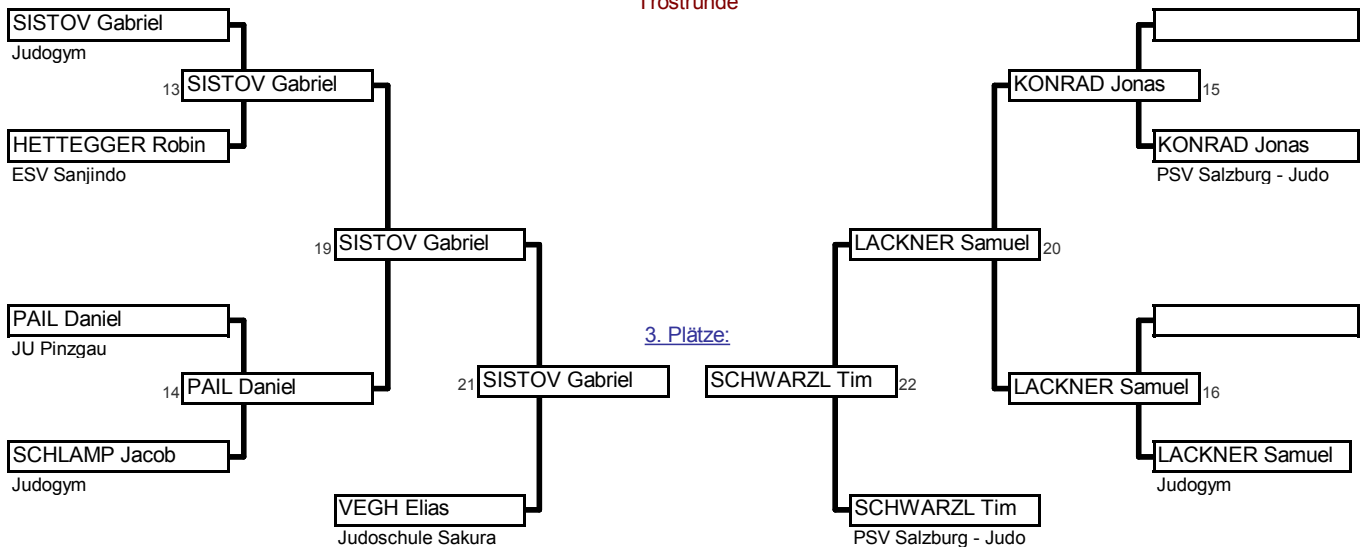 Trostrunde
SISTOV Gabriel
Judogym
13 SISTOV Gabriel
KONRAD Jonas 15
HETTEGGER Robin
ESV Sanjindo
KONRAD Jonas
PSV Salzburg - Judo
19 SISTOV Gabriel
LACKNER Samuel 20
PAIL Daniel
JU Pinzgau
3. Plätze:
14 PAIL Daniel
21 SISTOV Gabriel
SCHWARZL Tim 22
LACKNER Samuel 16
SCHLAMP Jacob
Judogym
LACKNER Samuel
Judogym
VEGH Elias
Judoschule Sakura
SCHWARZL Tim
PSV Salzburg - Judo